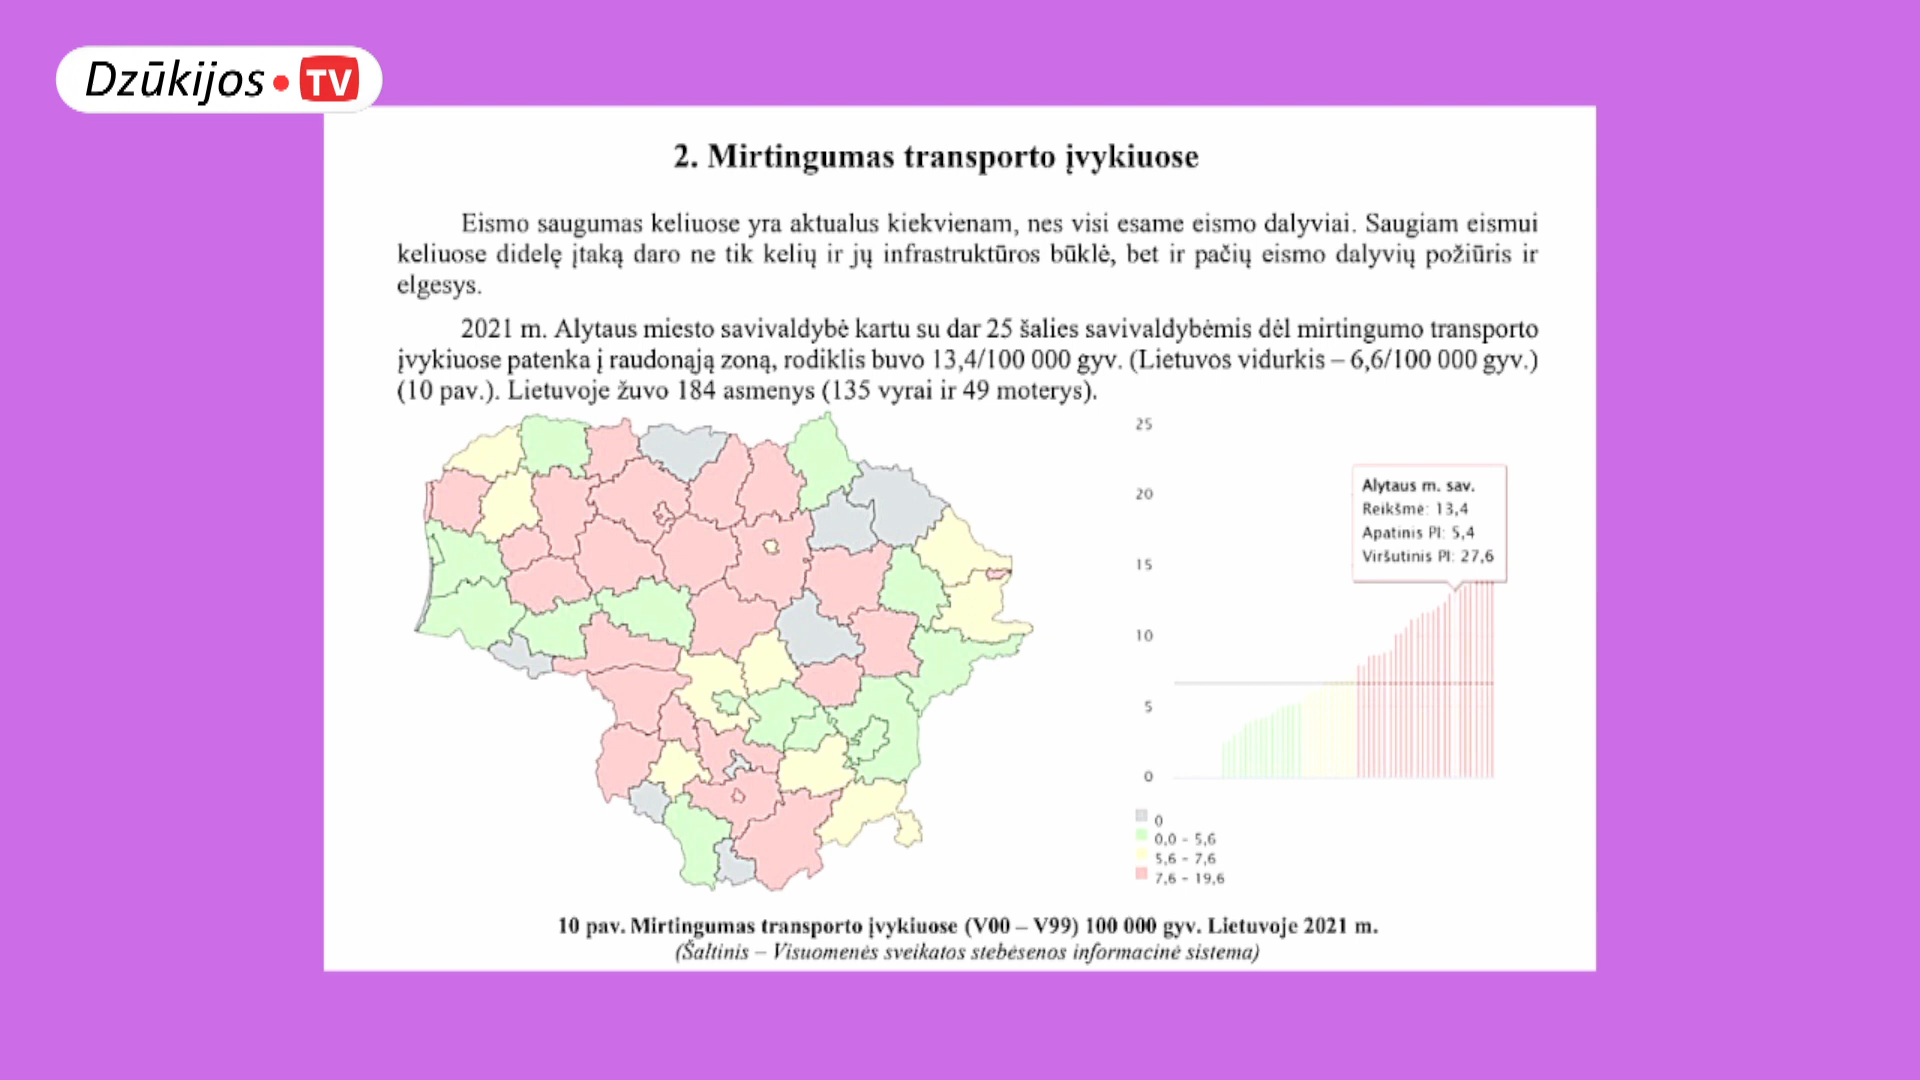 Dzūkijos TV
2. Mirtingumas transporto įvykiuose
Eismo saugumas keliuose yra aktualus kiekvienam, nes visi esame eismo dalyviai. Saugiam eismui
keliuose didelę įtaką daro ne tik kelių ir jų infrastruktūros būklė, bet ir pačių eismo dalyvių požiūris ir
elgesys.
2021 m. Alytaus miesto savivaldybė kartu su dar 25 šalies savivaldybėmis dėl mirtingumo transporto
įvykiuose patenka į raudonąją zoną, rodiklis buvo 13,4/100 000 gyv. (Lietuvos vidurkis – 6,6/100 000 gyv.)
(10 pav.). Lietuvoje žuvo 184 asmenys (135 vyrai ir 49 moterys).
25
20
15
10
5
0
Alytaus m. sav.
Reikšmė: 13,4
Apatinis PI: 5,4
Viršutinis PI: 27,6
0
0,0 - 5,6
5,6 - 7,6
7,6 - 19,6
10 pav. Mirtingumas transporto įvykiuose (V00 – V99) 100 000 gyv. Lietuvoje 2021 m.
(Šaltinis – Visuomenės sveikatos stebėsenos informacinė sistema)